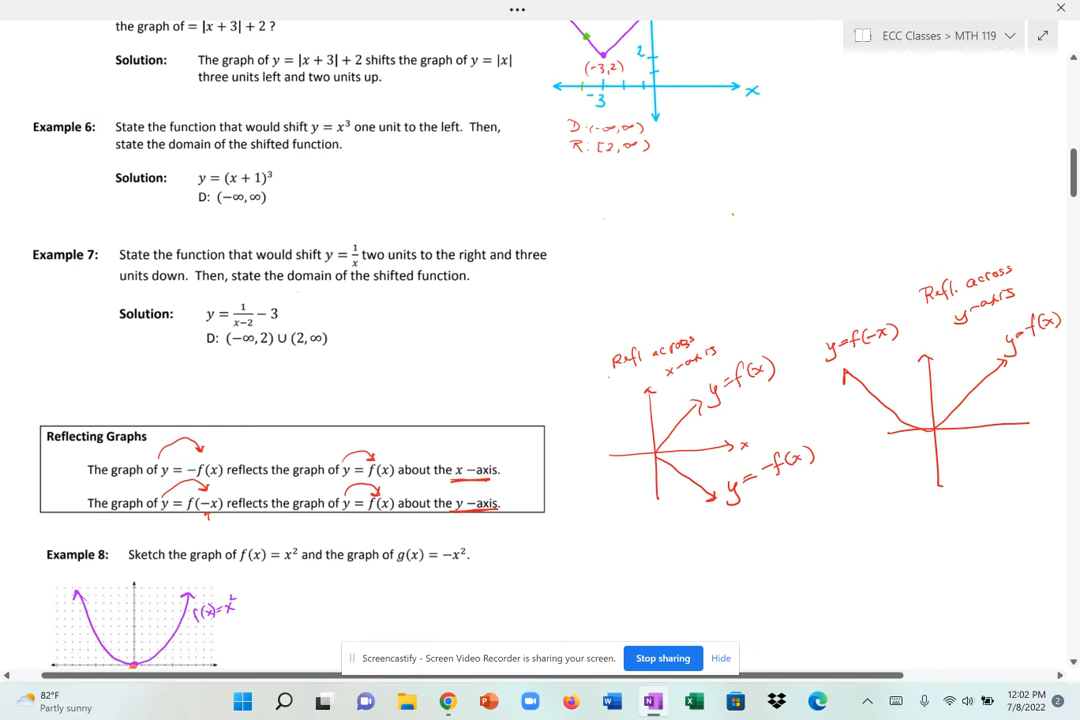 ECC Classes > MTH 119
the graph of = |x + 3| + 2 ?
Solution: The graph of y = |x + 3| + 2 shifts the graph of y = |x|
three units left and two units up.
2
(-3,2)
-3
x
D: (-∞,∞)
R: [2,∞)
Example 6: State the function that would shift y = x³ one unit to the left. Then,
state the domain of the shifted function.
Solution: y = (x + 1)³
D: (−∞, ∞)
Example 7: State the function that would shift y = 1/x two units to the right and three
units down. Then, state the domain of the shifted function.
Solution: y = 1/(x−2) − 3
D: (−∞, 2) ∪ (2, ∞)
Refl across
x-axis
y=f(x)
x
y=-f(x)
Refl. across
y-axis
y=f(-x)
y=f(x)
Reflecting Graphs
The graph of y = −f(x) reflects the graph of y = f(x) about the x −axis.
The graph of y = f(−x) reflects the graph of y = f(x) about the y −axis.
Example 8: Sketch the graph of f(x) = x² and the graph of g(x) = −x².
f(x)=x²
Screencastify - Screen Video Recorder is sharing your screen.
Stop sharing
Hide
82°F
Partly sunny
12:02 PM
7/8/2022
2